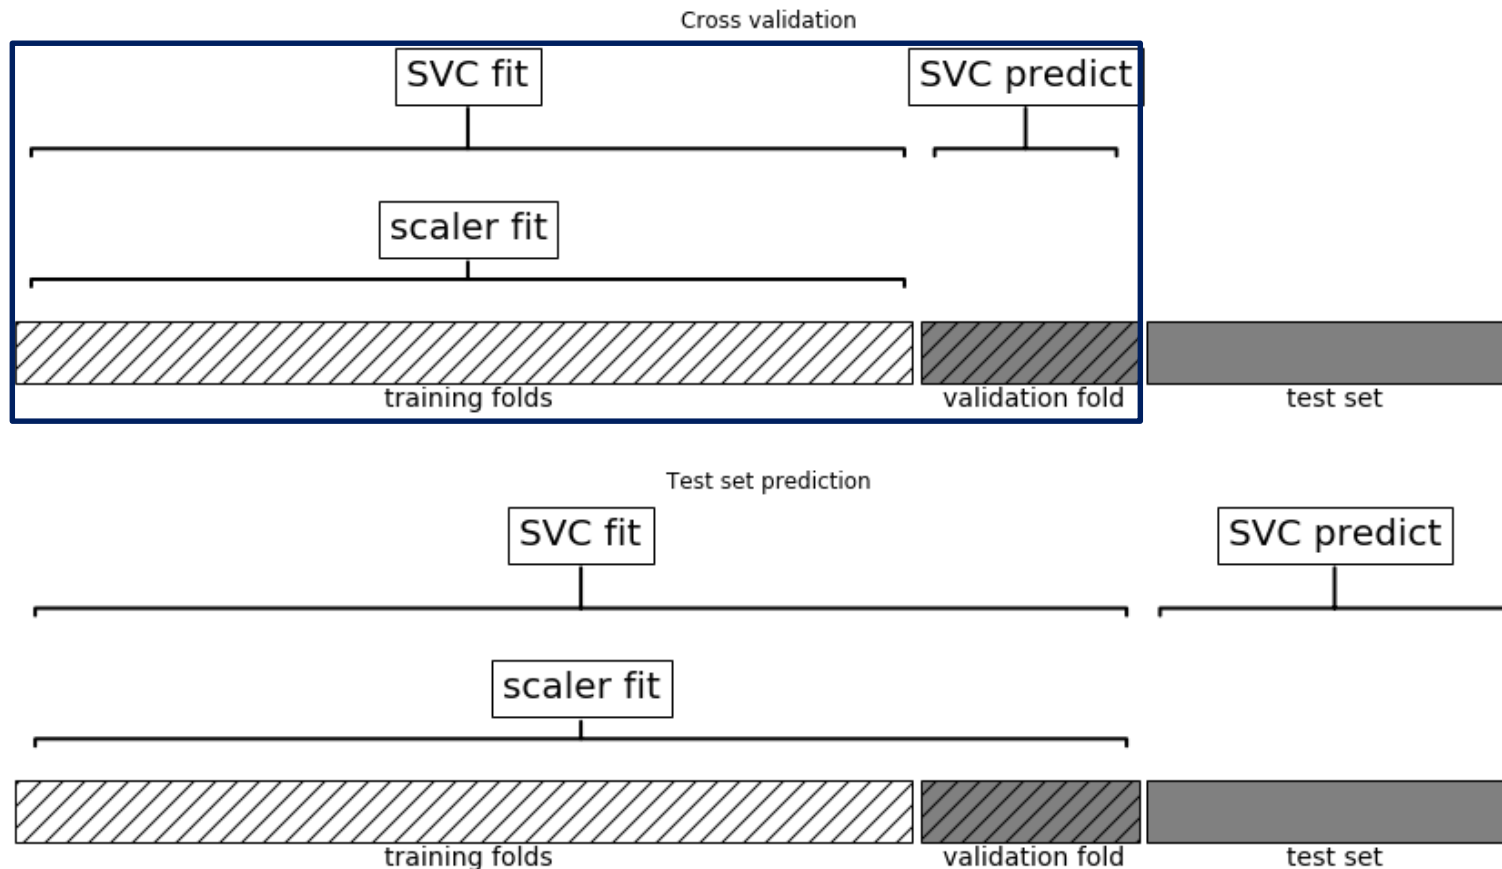 Cross validation
SVC fit
SVC predict
scaler fit
training folds
validation fold
test set
Test set prediction
SVC fit
SVC predict
scaler fit
training folds
validation fold
test set